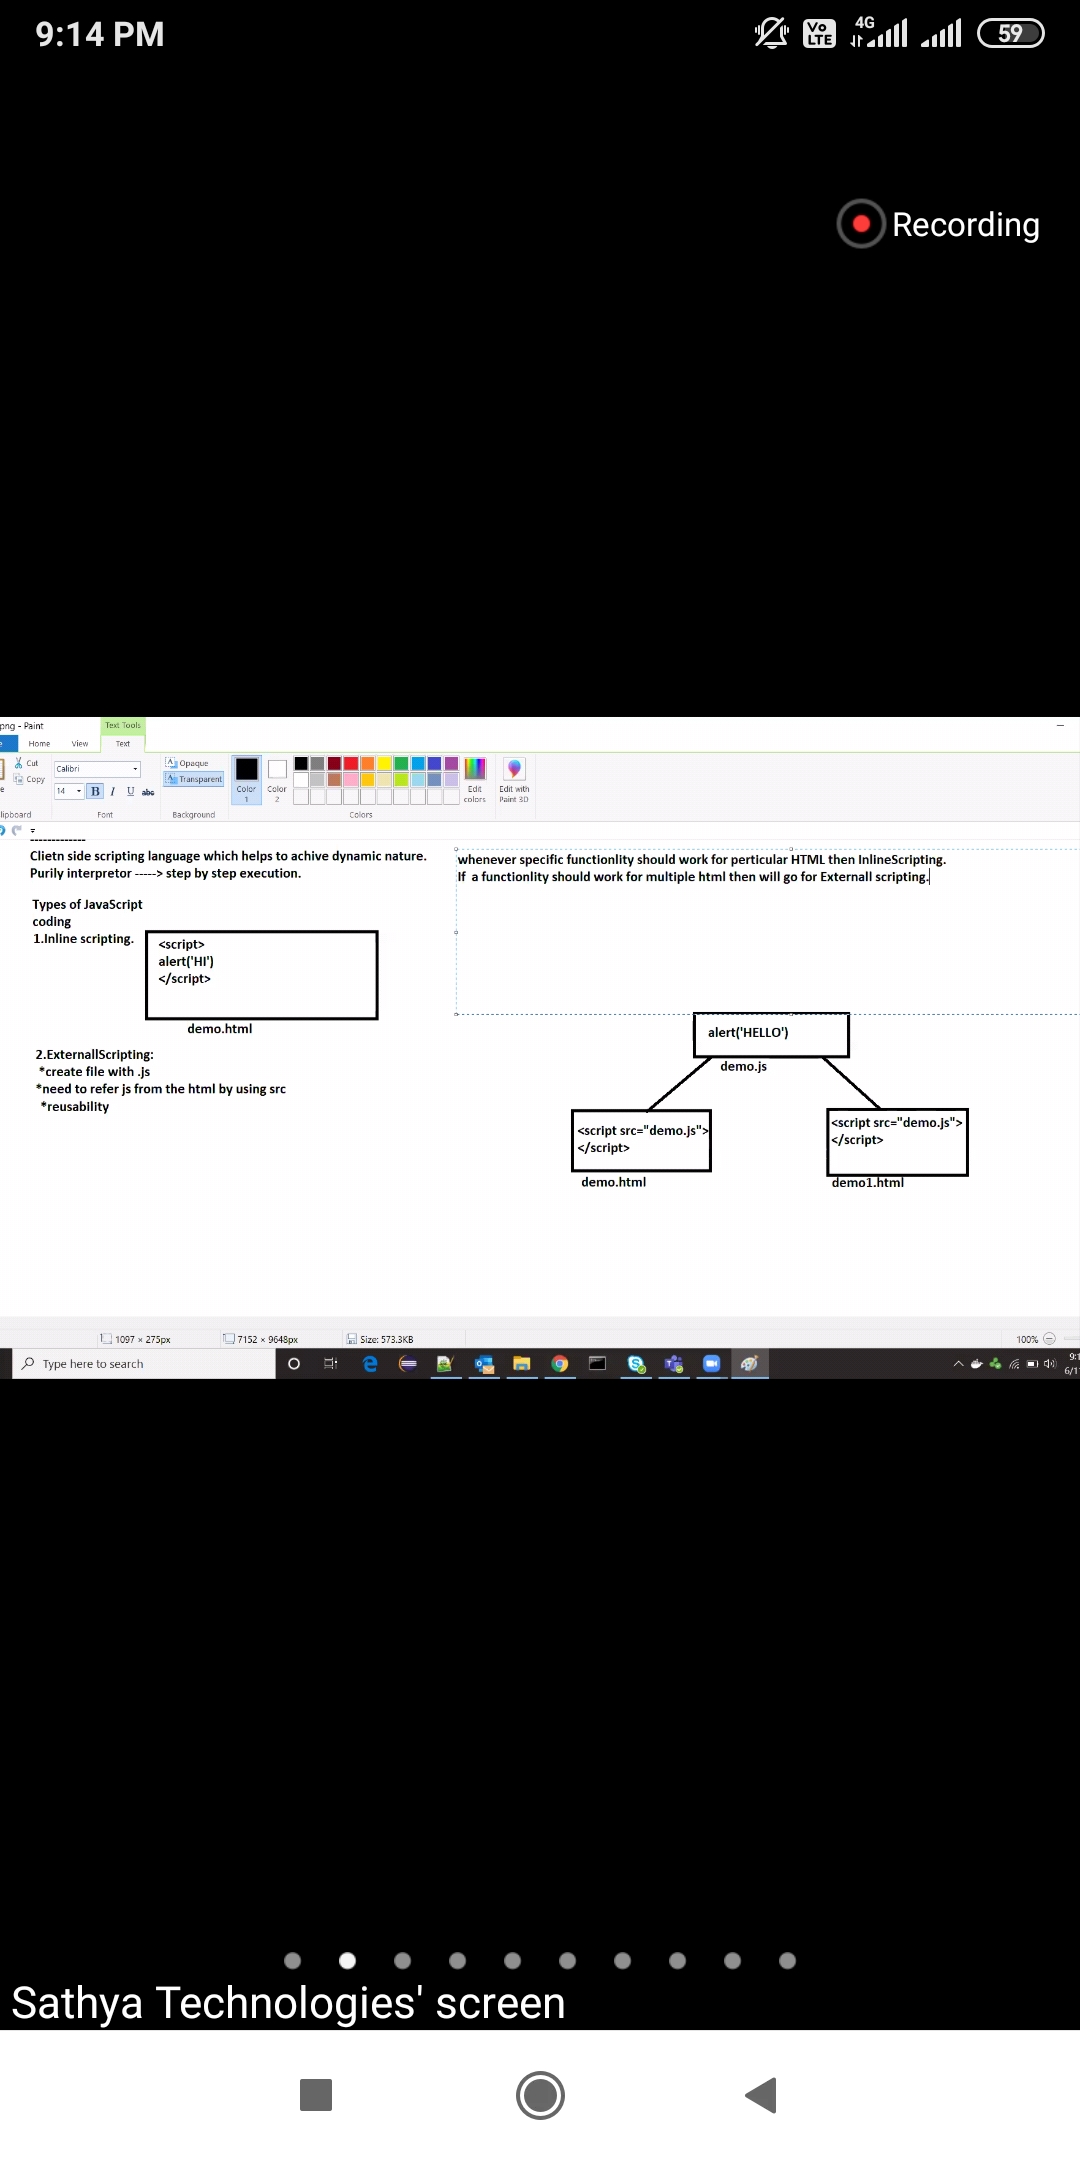 9:14 PM
Vo LTE
4G
59
Recording
png - Paint
Text Tools
Home
View
Text
Cut
Copy
Calibri
14
B I U abc
Opaque
Transparent
Color 1
Color 2
Edit colors
Edit with Paint 3D
lipboard
Font
Background
Colors
-------------
Clietn side scripting language which helps to achive dynamic nature.
Purily interpretor -----> step by step execution.
whenever specific functionlity should work for perticular HTML then InlineScripting.
If a functionlity should work for multiple html then will go for Externall scripting.
Types of JavaScript
coding
1.Inline scripting.
<script>
alert('HI')
</script>
demo.html
2.ExternallScripting:
*create file with .js
*need to refer js from the html by using src
*reusability
alert('HELLO')
demo.js
<script src="demo.js">
</script>
demo.html
<script src="demo.js">
</script>
demo1.html
1097 × 275px
7152 × 9648px
Size: 573.3KB
100%
Type here to search
9:1
6/1
Sathya Technologies' screen